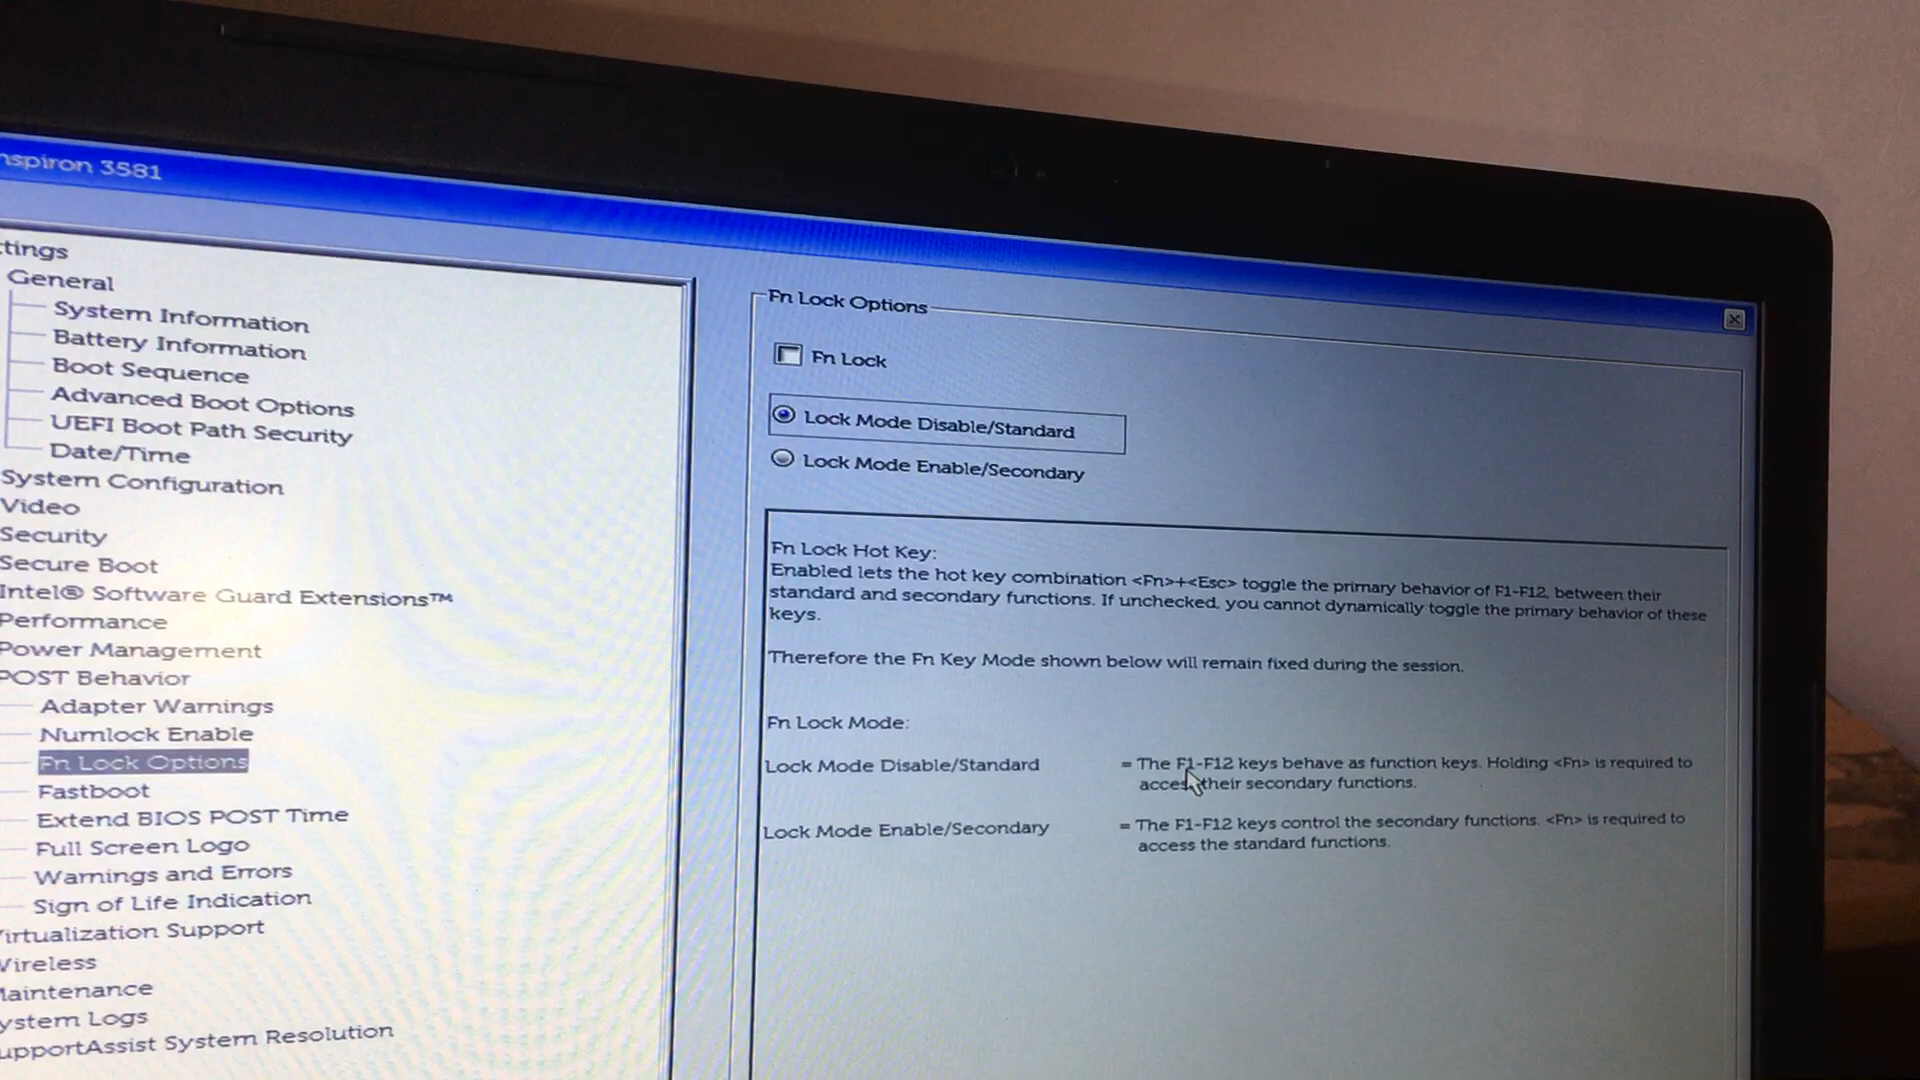 nspiron 3581
ttings
General
System Information
Battery Information
Boot Sequence
Advanced Boot Options
UEFI Boot Path Security
Date/Time
System Configuration
Video
Security
Secure Boot
Intel® Software Guard Extensions™
Performance
Power Management
POST Behavior
Adapter Warnings
Numlock Enable
Fn Lock Options
Fastboot
Extend BIOS POST Time
Full Screen Logo
Warnings and Errors
Sign of Life Indication
Virtualization Support
Wireless
Maintenance
ystem Logs
upportAssist System Resolution
Fn Lock Options
Fn Lock
Lock Mode Disable/Standard
Lock Mode Enable/Secondary
Fn Lock Hot Key:
Enabled lets the hot key combination <Fn>+<Esc> toggle the primary behavior of F1-F12, between their
standard and secondary functions. If unchecked, you cannot dynamically toggle the primary behavior of these
keys.
Therefore the Fn Key Mode shown below will remain fixed during the session.
Fn Lock Mode:
Lock Mode Disable/Standard = The F1-F12 keys behave as function keys. Holding <Fn> is required to
access their secondary functions.
Lock Mode Enable/Secondary = The F1-F12 keys control the secondary functions. <Fn> is required to
access the standard functions.